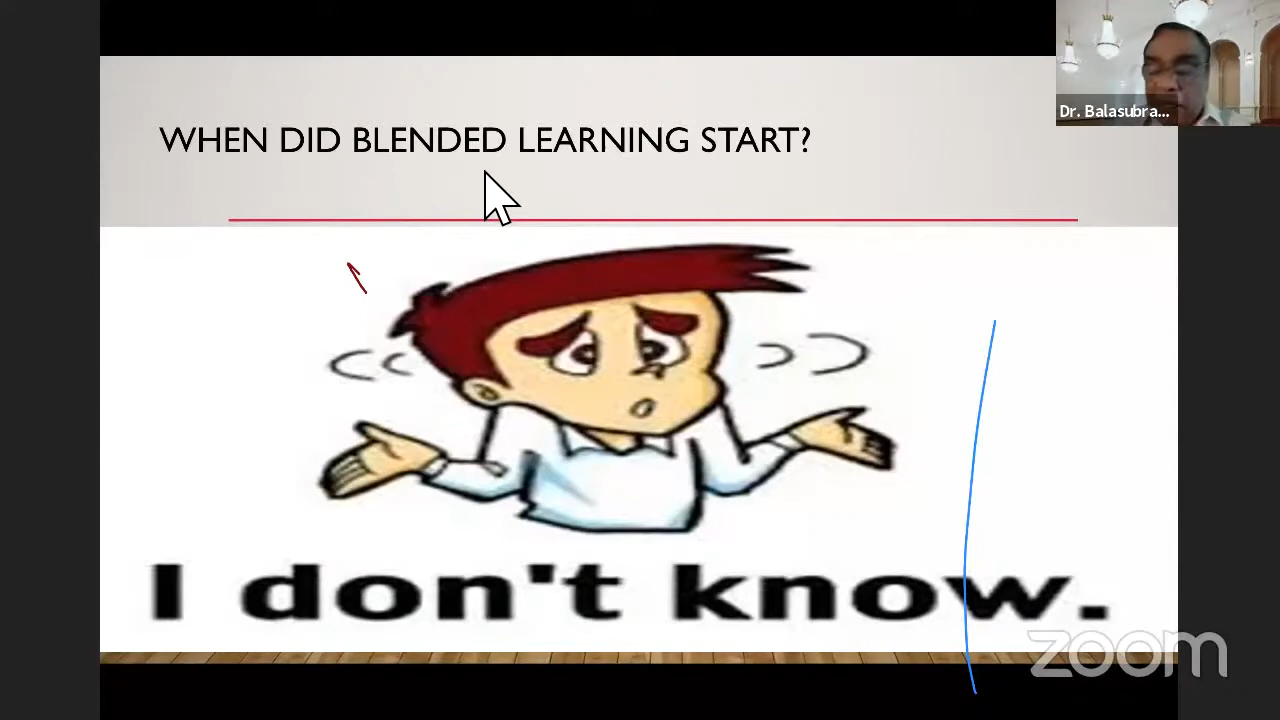 WHEN DID BLENDED LEARNING START?
Dr. Balasubra...
I don't know.
zoom